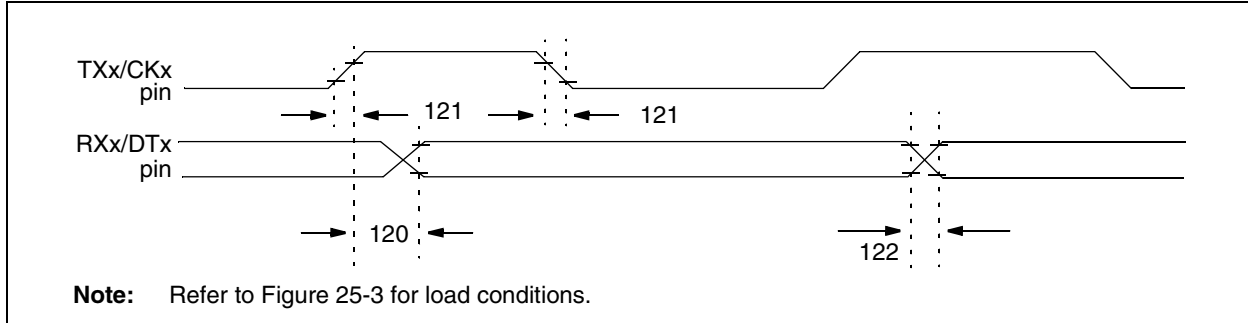 TXx/CKx
pin
121
121
RXx/DTx
pin
120
122
Note: Refer to Figure 25-3 for load conditions.